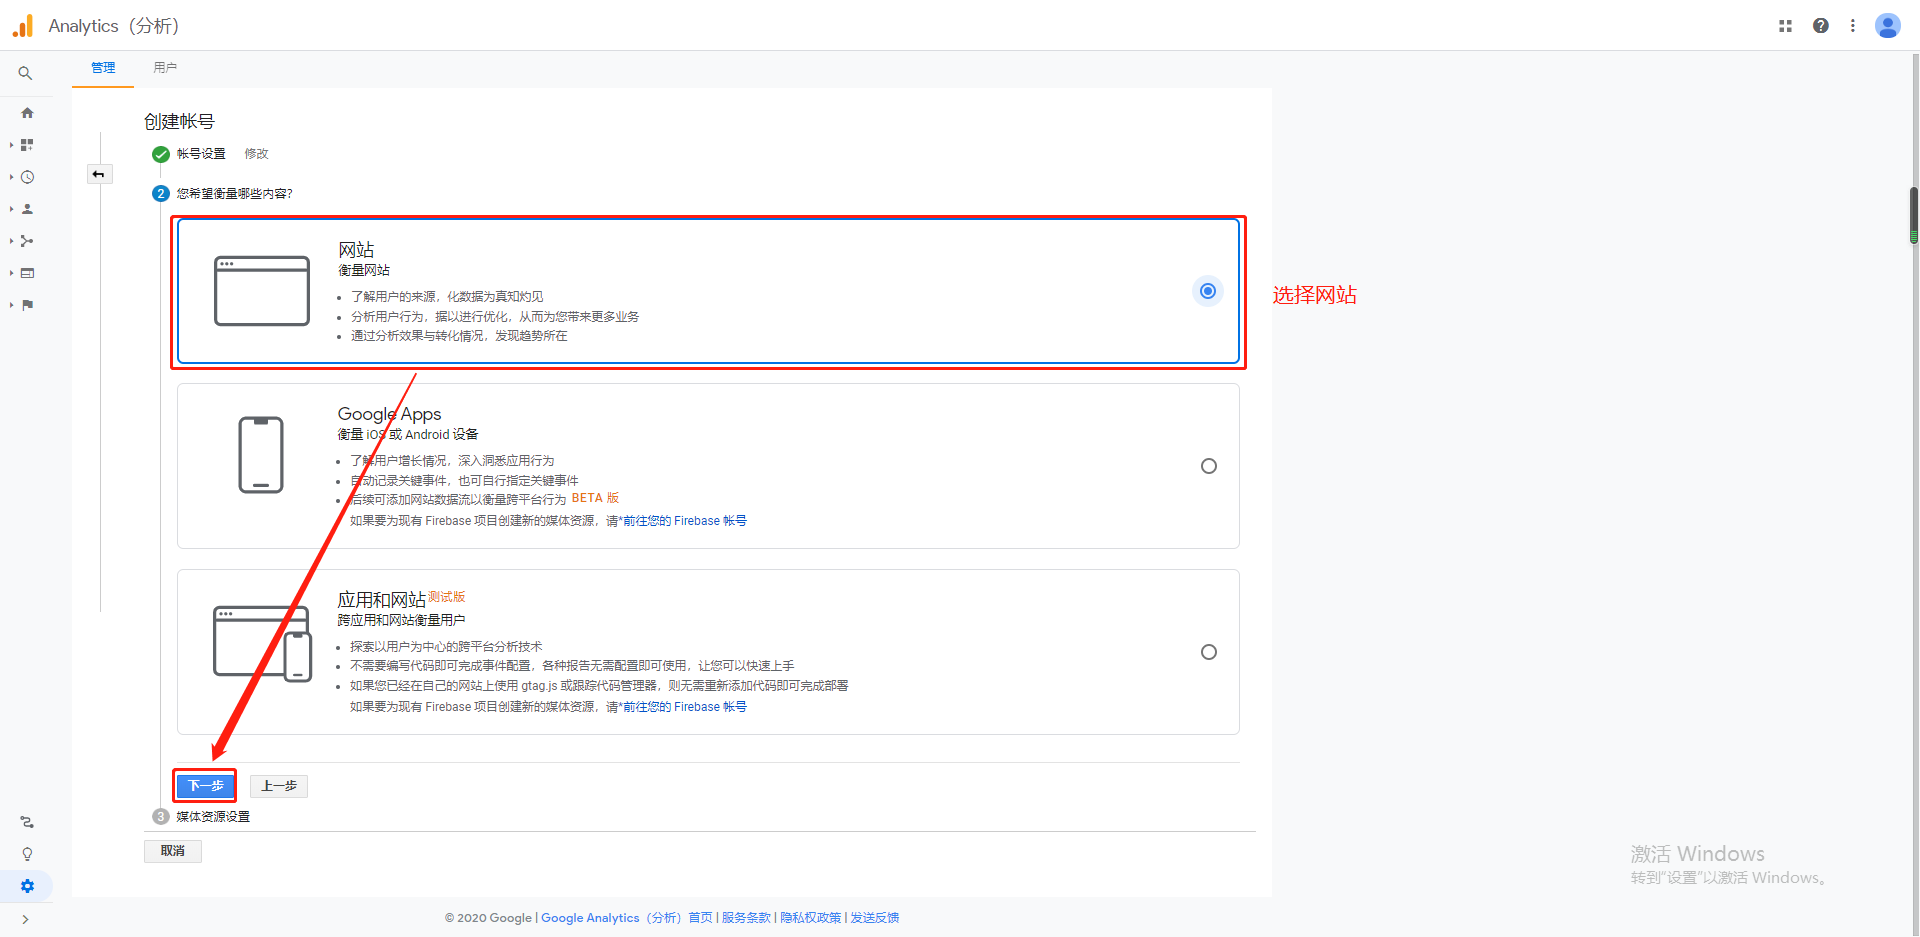 Analytics（分析）
管理 用户
创建帐号
帐号设置 修改
2 您希望衡量哪些内容?
网站
衡量网站
了解用户的来源，化数据为真知灼见
分析用户行为，据以进行优化，从而为您带来更多业务
通过分析效果与转化情况，发现趋势所在
选择网站
Google Apps
衡量 iOS 或 Android 设备
了解用户增长情况，深入洞悉应用行为
自动记录关键事件，也可自行指定关键事件
后续可添加网站数据流以衡量跨平台行为 BETA 版
如果要为现有 Firebase 项目创建新的媒体资源，请*前往您的 Firebase 帐号
应用和网站 测试版
跨应用和网站衡量用户
探索以用户为中心的跨平台分析技术
不需要编写代码即可完成事件配置，各种报告无需配置即可使用，让您可以快速上手
如果您已经在自己的网站上使用 gtag.js 或跟踪代码管理器，则无需重新添加代码即可完成部署
如果要为现有 Firebase 项目创建新的媒体资源，请*前往您的 Firebase 帐号
下一步 上一步
3 媒体资源设置
取消
激活 Windows
转到“设置”以激活 Windows。
© 2020 Google | Google Analytics（分析）首页 | 服务条款 | 隐私权政策 | 发送反馈